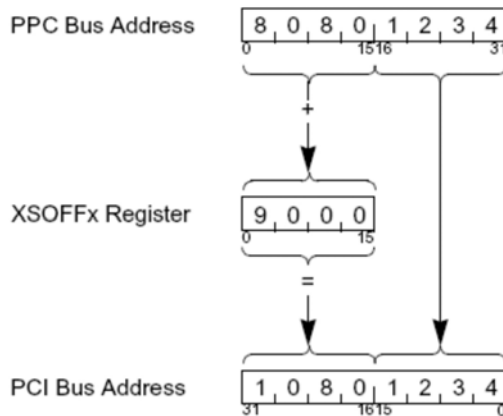 PPC Bus Address 8 0 8 0 1 2 3 4
0 15 16 31
+
XSOFFx Register 9 0 0 0
0 15
=
PCI Bus Address 1 0 8 0 1 2 3 4
31 16 15 0